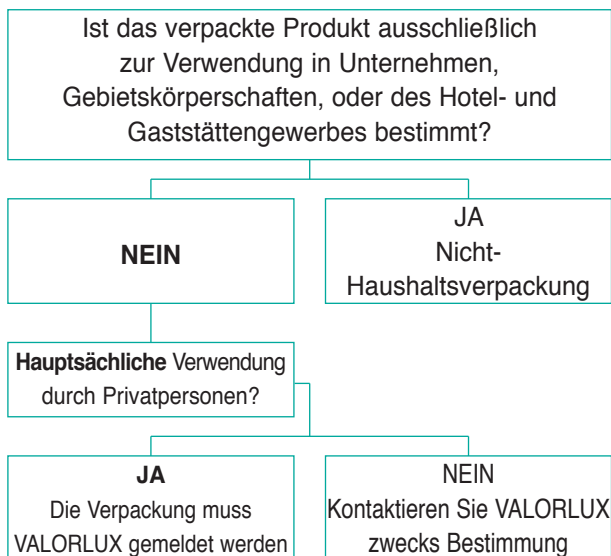 Ist das verpackte Produkt ausschließlich
zur Verwendung in Unternehmen,
Gebietskörperschaften, oder des Hotel- und
Gaststättengewerbes bestimmt?
NEIN
JA
Nicht-
Haushaltsverpackung
Hauptsächliche Verwendung
durch Privatpersonen?
JA
Die Verpackung muss
VALORLUX gemeldet werden
NEIN
Kontaktieren Sie VALORLUX
zwecks Bestimmung